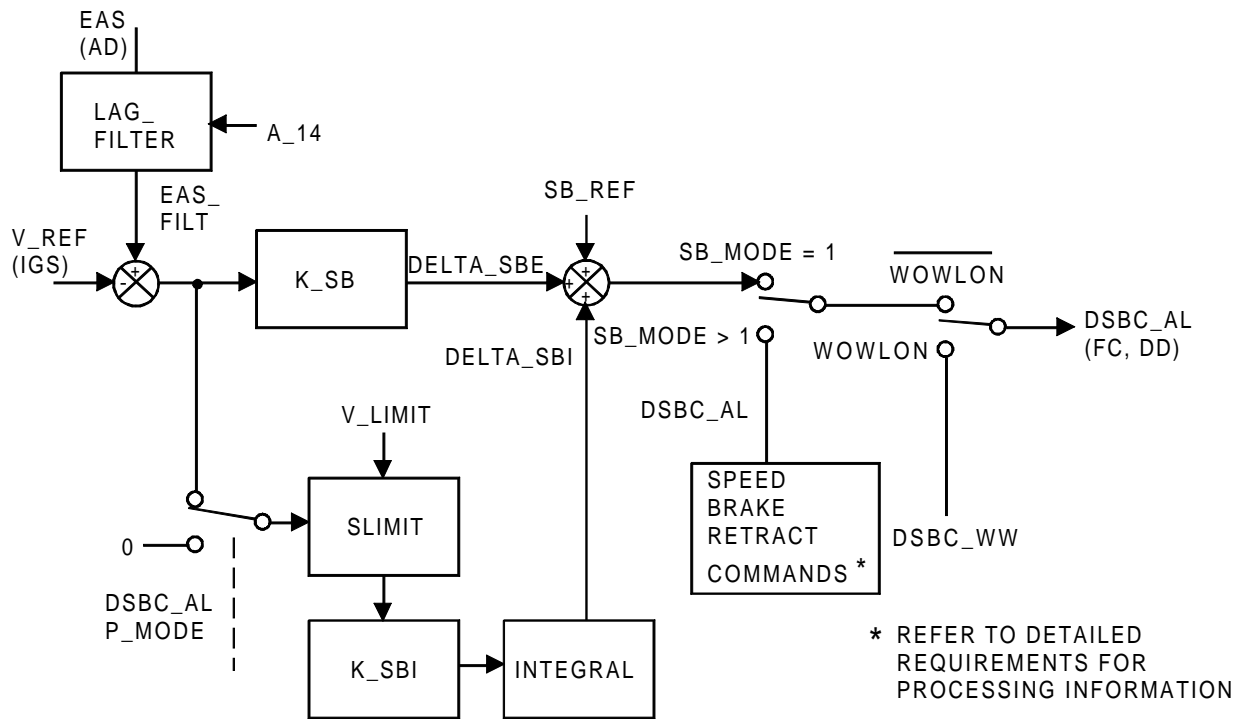 EAS
(AD)
LAG_
FILTER
A_14
EAS_
FILT
V_REF
(IGS)
+
-
K_SB
DELTA_SBE
SB_REF
+
+
+
SB_MODE = 1
WOWLON
SB_MODE > 1
WOWLON
DSBC_AL
(FC, DD)
DELTA_SBI
V_LIMIT
DSBC_AL
SLIMIT
SPEED
BRAKE
RETRACT
COMMANDS *
DSBC_WW
0
DSBC_AL
P_MODE
K_SBI
INTEGRAL
* REFER TO DETAILED
REQUIREMENTS FOR
PROCESSING INFORMATION